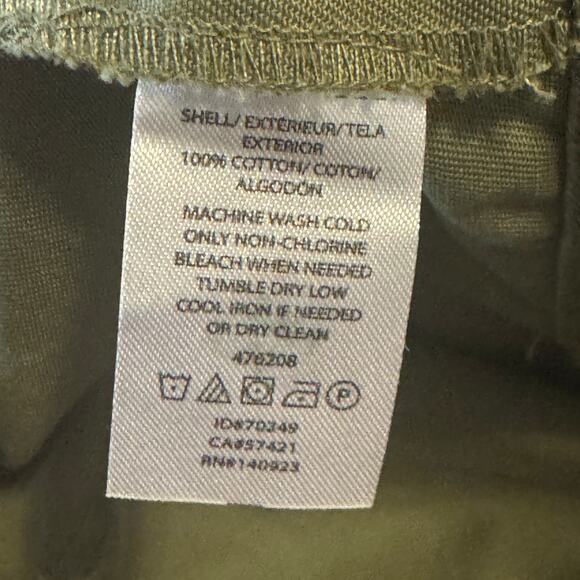 SHELL/ EXTÉRIEUR/TELA
EXTERIOR
100% COTTON/ COTON/
ALGODÓN
MACHINE WASH COLD
ONLY NON-CHLORINE
BLEACH WHEN NEEDED
TUMBLE DRY LOW
COOL IRON IF NEEDED
OR DRY CLEAN
476208
P
ID#70249
CA#57421
RN#140923